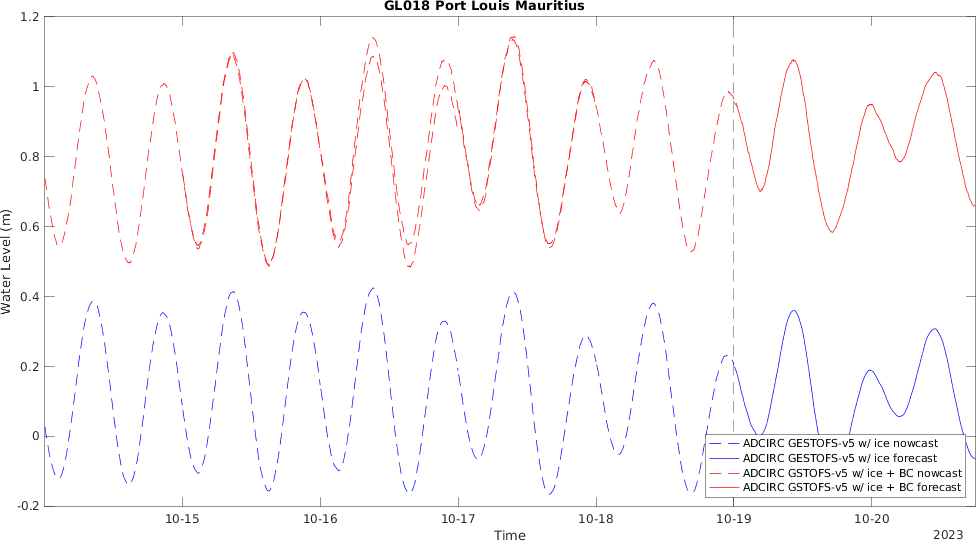 GL018 Port Louis Mauritius
1.2
1
0.8
0.6
0.4
0.2
0
-0.2
Water Level (m)
10-15
10-16
10-17
10-18
10-19
10-20
Time
2023
ADCIRC GESTOFS-v5 w/ ice nowcast
ADCIRC GESTOFS-v5 w/ ice forecast
ADCIRC GSTOFS-v5 w/ ice + BC nowcast
ADCIRC GSTOFS-v5 w/ ice + BC forecast